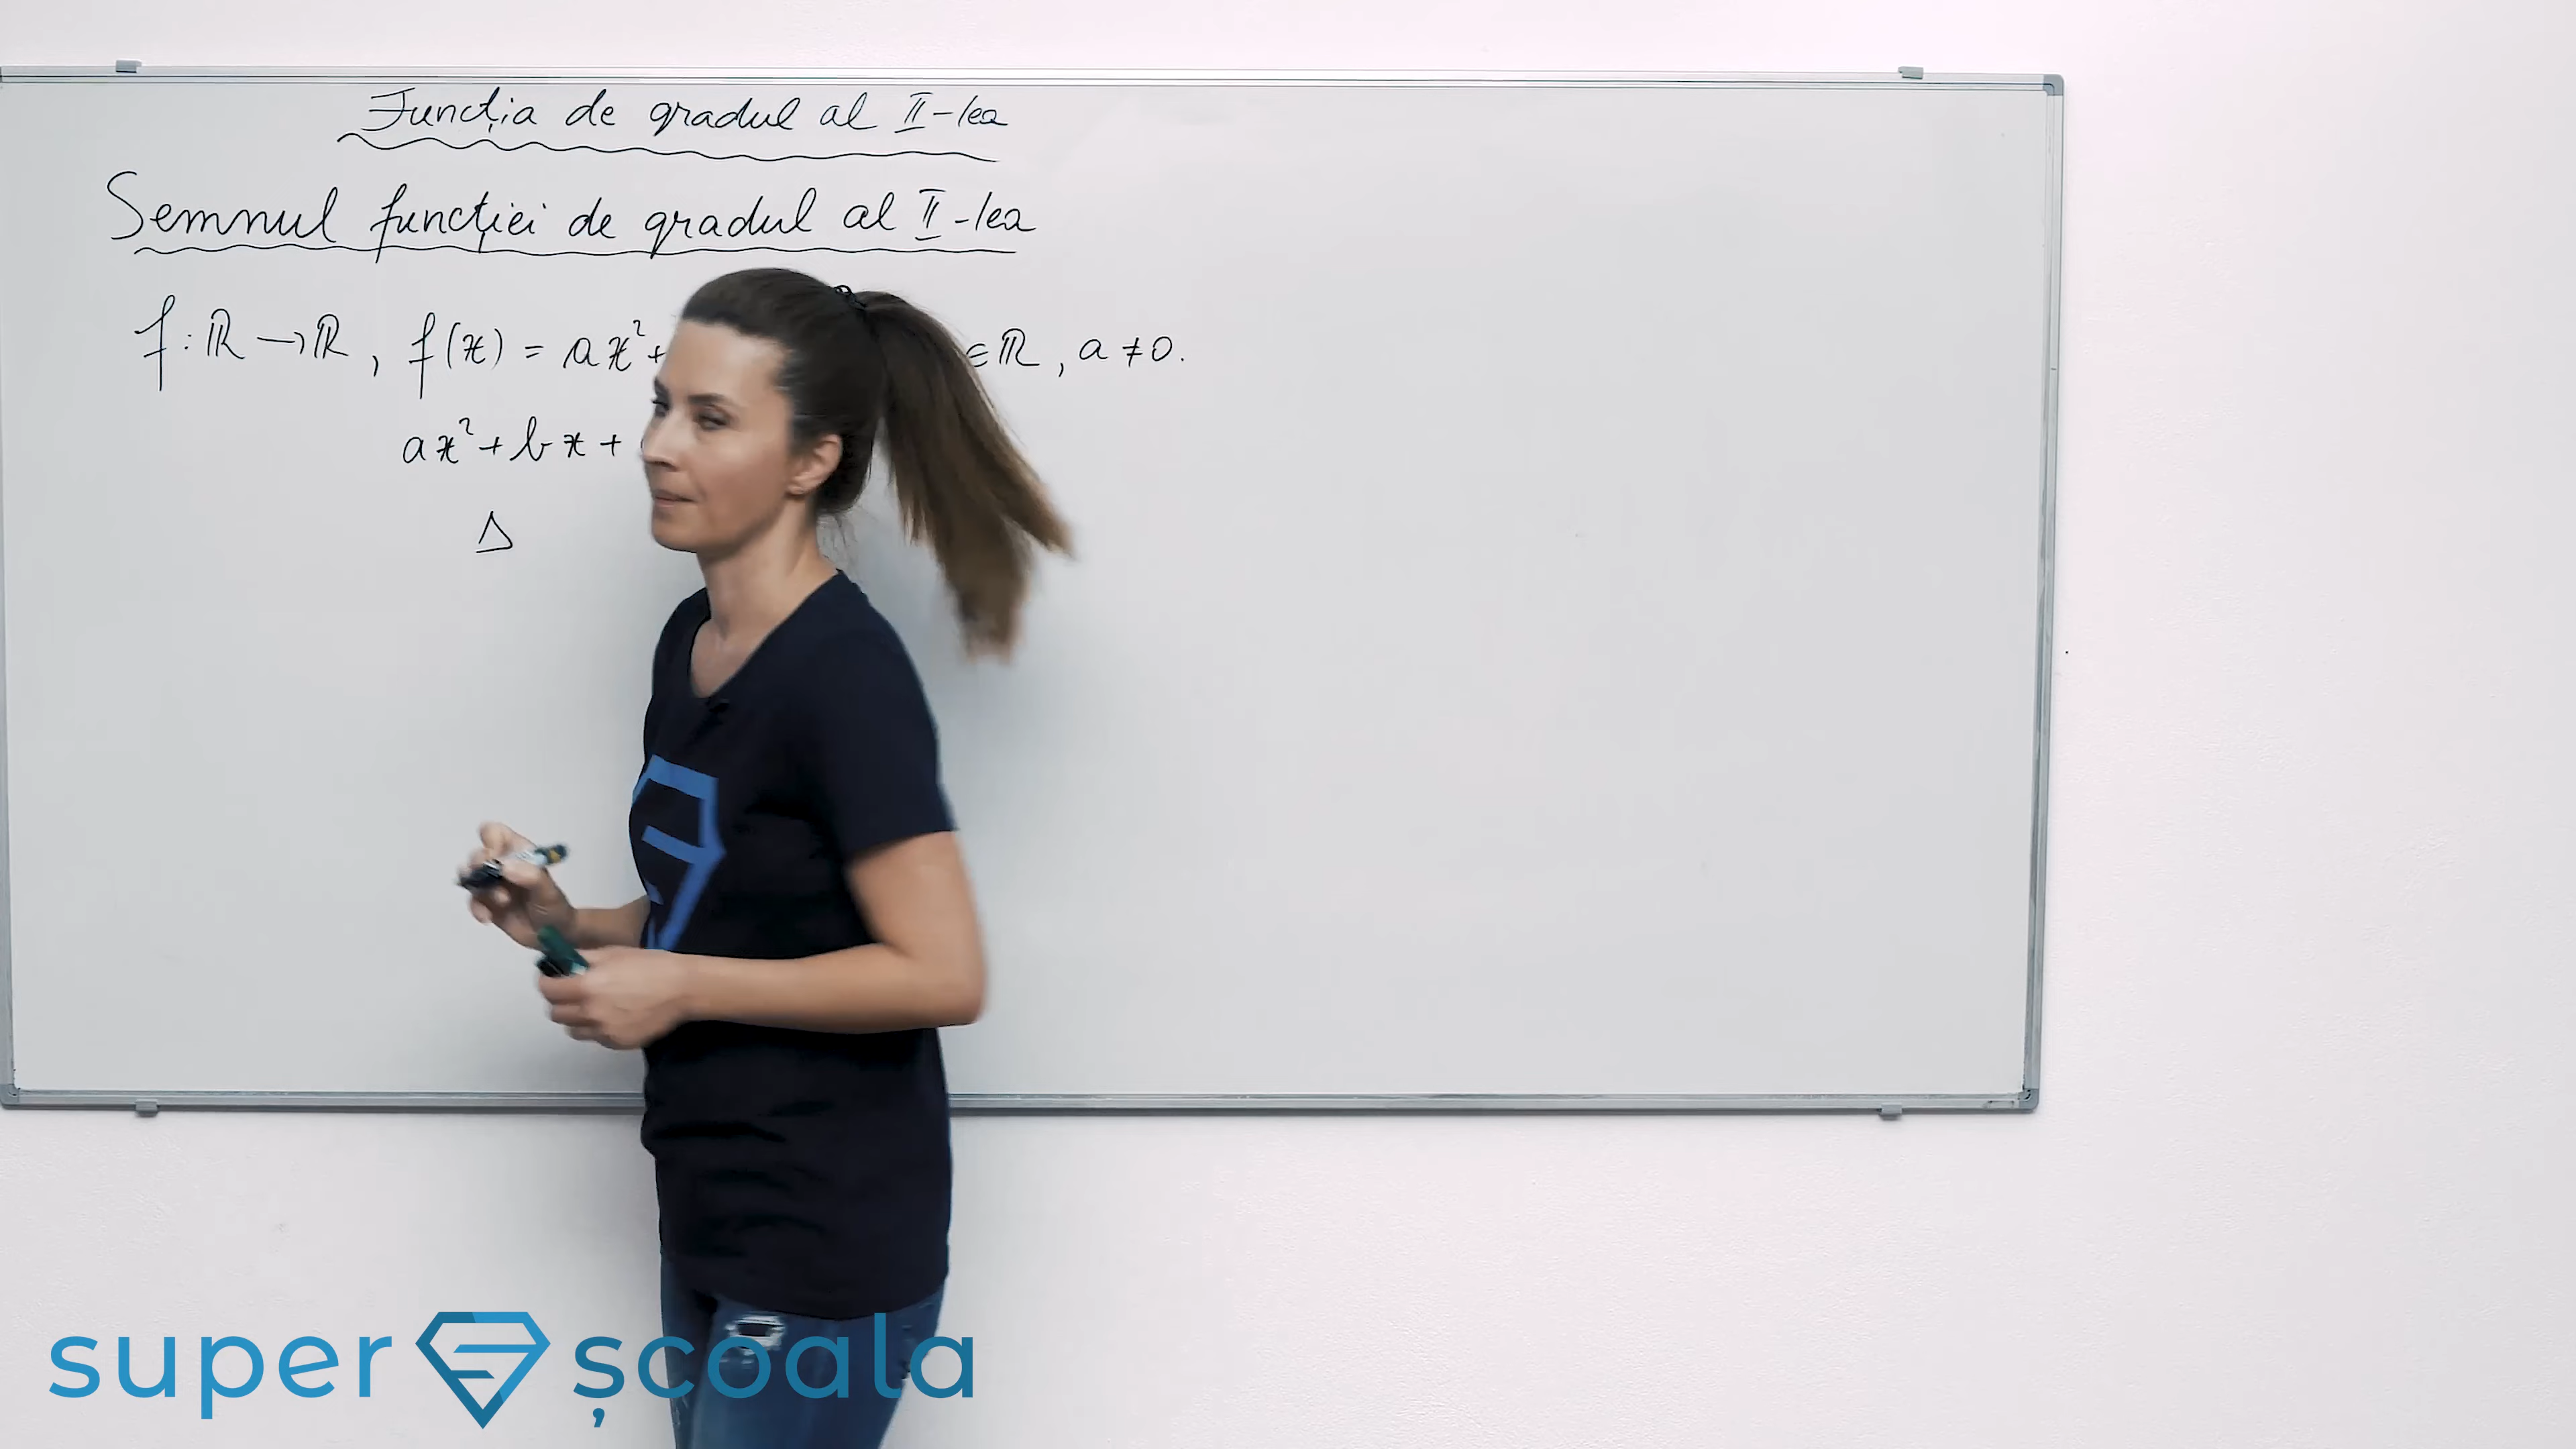 Funcția de gradul al II-lea
Semnul funcției de gradul al II-lea
f : ℝ → ℝ, f(x) = ax² + ∈ ℝ, a ≠ 0.
ax² + bx +
Δ
super școala